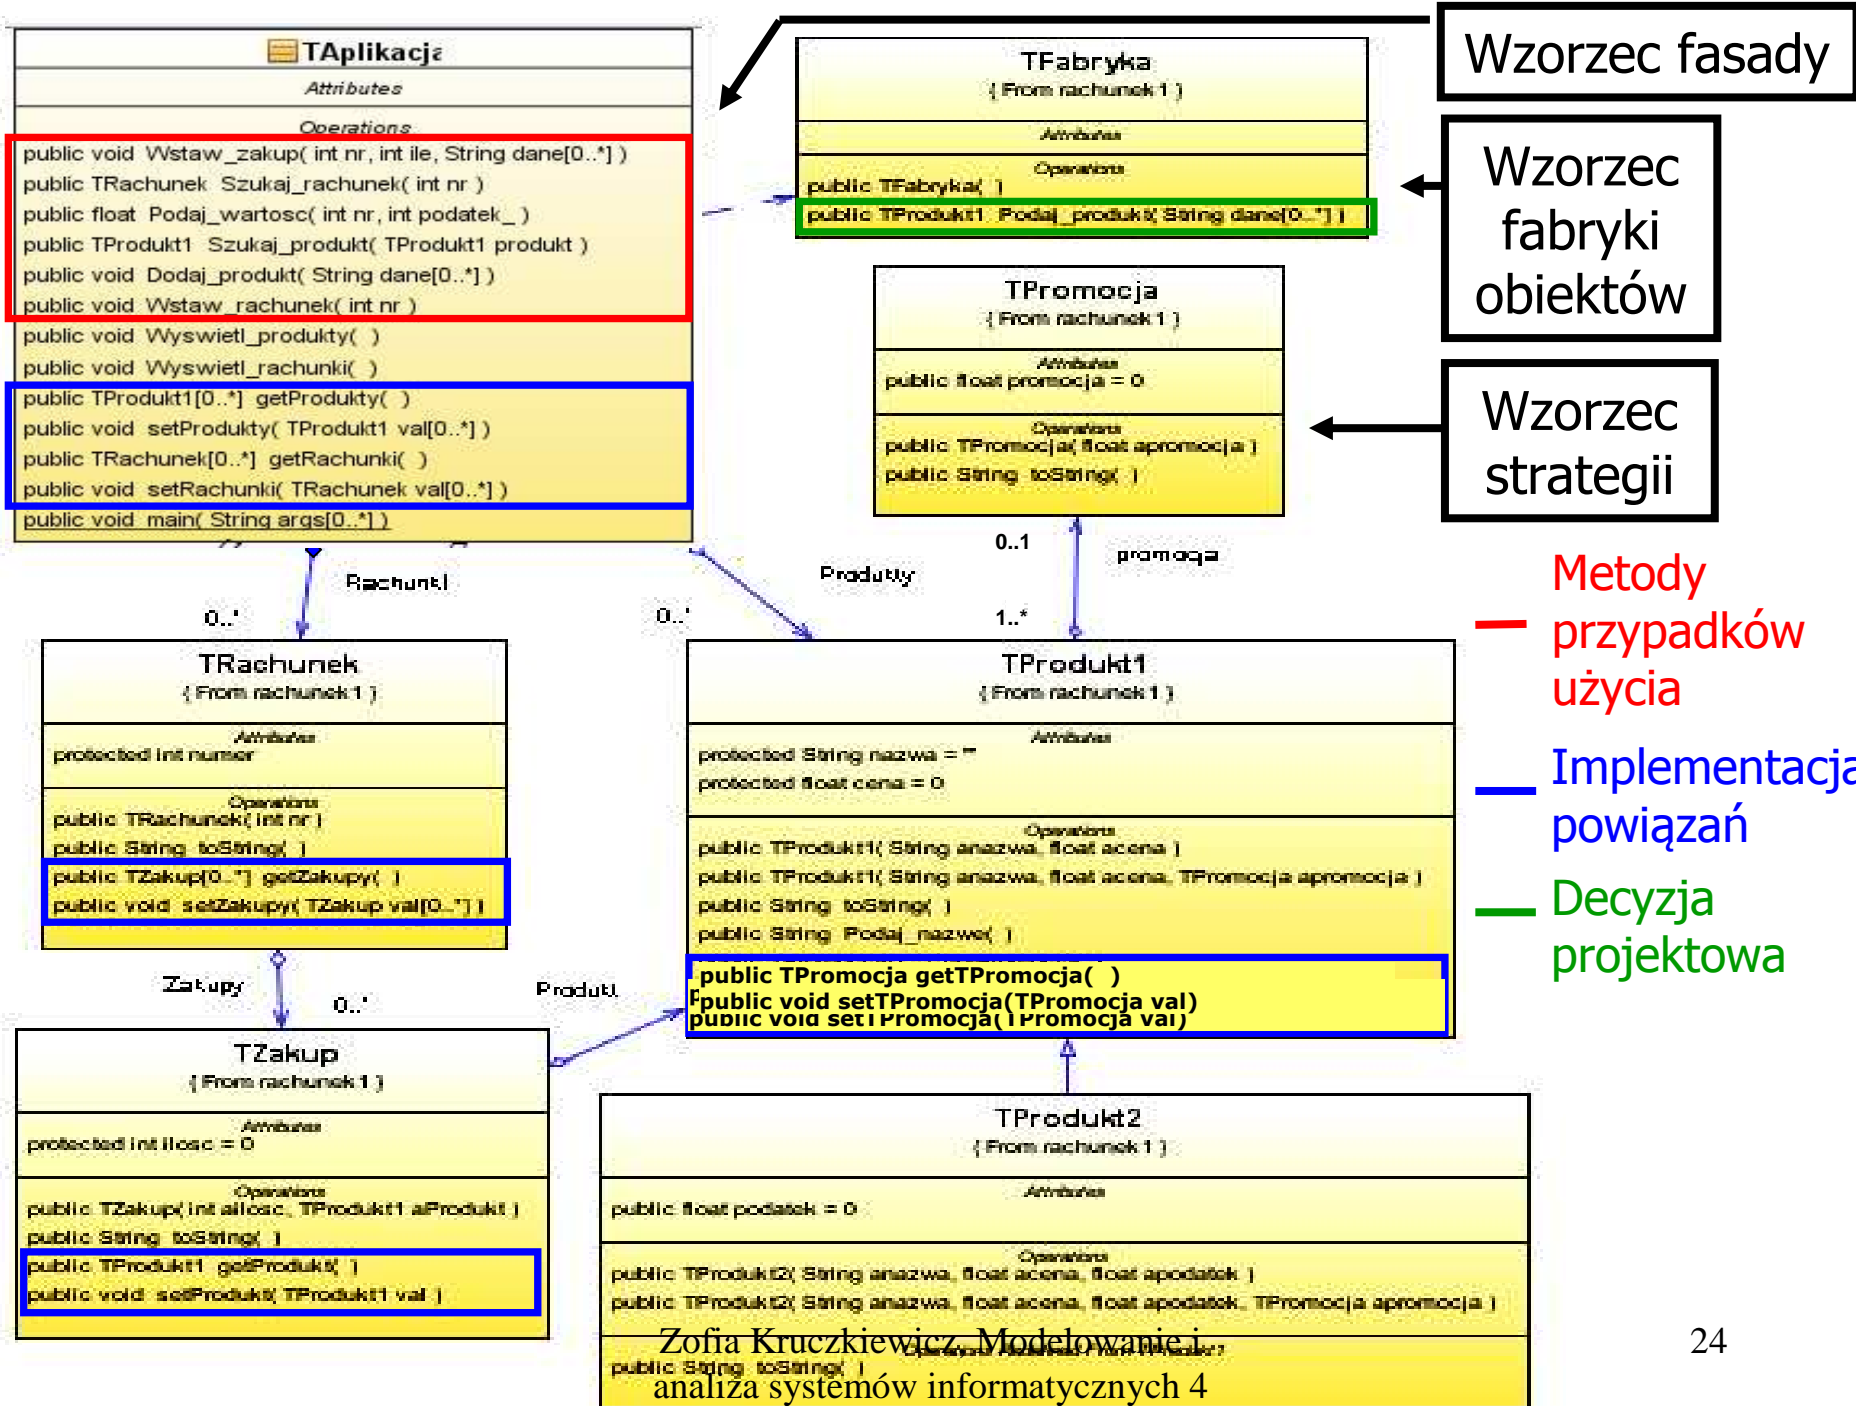 TAplikacja
Attributes
Operations
public void Wstaw_zakup( int nr, int ile, String dane[0..*] )
public TRachunek Szukaj_rachunek( int nr )
public float Podaj_wartosc( int nr, int podatek_ )
public TProdukt1 Szukaj_produkt( TProdukt1 produkt )
public void Dodaj_produkt( String dane[0..*] )
public void Wstaw_rachunek( int nr )
public void Wyswietl_produkty( )
public void Wyswietl_rachunki( )
public TProdukt1[0..*] getProdukty( )
public void setProdukty( TProdukt1 val[0..*] )
public TRachunek[0..*] getRachunki( )
public void setRachunki( TRachunek val[0..*] )
public void main( String args[0..*] )
TFabryka
{ From rachunek1 }
Attributes
Operations
public TFabryka( )
public TProdukt1 Podaj_produkt( String dane[0..*] )
Wzorzec fasady
Wzorzec
fabryki
obiektów
TPromocja
{ From rachunek1 }
Attributes
public float promocja = 0
Operations
public TPromocja( float apromocja )
public String toString( )
Wzorzec
strategii
Rachunki
0..*
Produkty
0..*
0..1
promocja
1..*
Metody
przypadków
użycia
Implementacja
powiązań
Decyzja
projektowa
TRachunek
{ From rachunek1 }
Attributes
protected int numer
Operations
public TRachunek( int nr )
public String toString( )
public TZakup[0..*] getZakupy( )
public void setZakupy( TZakup val[0..*] )
TProdukt1
{ From rachunek1 }
Attributes
protected String nazwa = ""
protected float cena = 0
Operations
public TProdukt1( String anazwa, float acena )
public TProdukt1( String anazwa, float acena, TPromocja apromocja )
public String toString( )
public String Podaj_nazwe( )
public TPromocja getTPromocja( )
public void setTPromocja(TPromocja val)
public void setTPromocja(TPromocja val)
Zakupy
0..*
Produkt
TZakup
{ From rachunek1 }
Attributes
protected int ilosc = 0
Operations
public TZakup( int ailosc, TProdukt1 aProdukt )
public String toString( )
public TProdukt1 getProdukt( )
public void setProdukt( TProdukt1 val )
TProdukt2
{ From rachunek1 }
Attributes
public float podatek = 0
Operations
public TProdukt2( String anazwa, float acena, float apodatek )
public TProdukt2( String anazwa, float acena, float apodatek, TPromocja apromocja )
public String toString( )
Zofia Kruczkiewicz, Modelowanie i
analiza systemów informatycznych 4
24